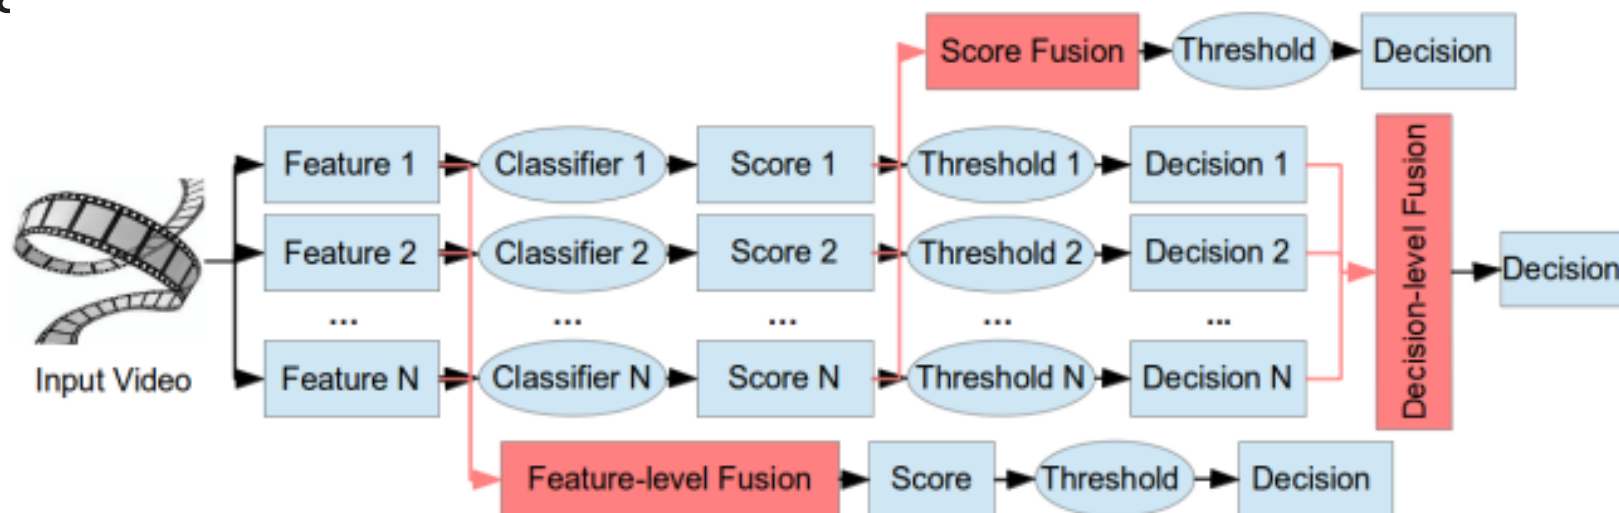 Score Fusion Threshold Decision
Feature 1 Classifier 1 Score 1 Threshold 1 Decision 1
Feature 2 Classifier 2 Score 2 Threshold 2 Decision 2
... ... ... ... ...
Feature N Classifier N Score N Threshold N Decision N
Decision-level Fusion
Decision
Input Video
Feature-level Fusion Score Threshold Decision